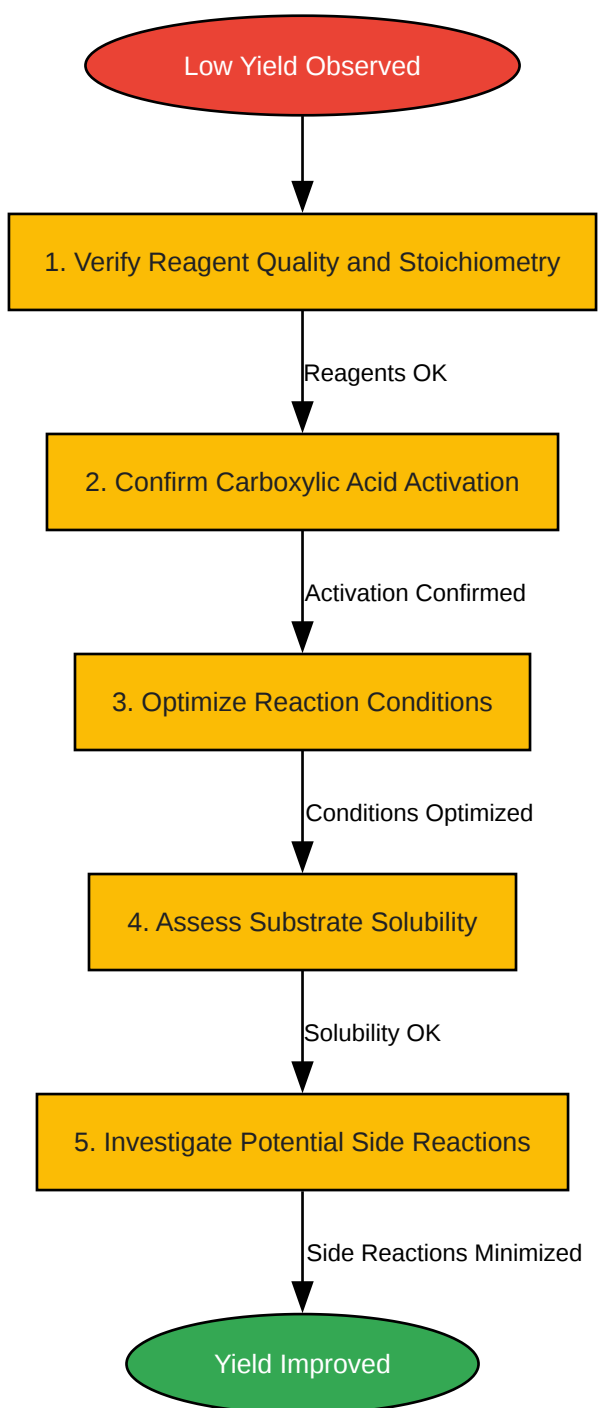 Low Yield Observed
1. Verify Reagent Quality and Stoichiometry
Reagents OK
2. Confirm Carboxylic Acid Activation
Activation Confirmed
3. Optimize Reaction Conditions
Conditions Optimized
4. Assess Substrate Solubility
Solubility OK
5. Investigate Potential Side Reactions
Side Reactions Minimized
Yield Improved